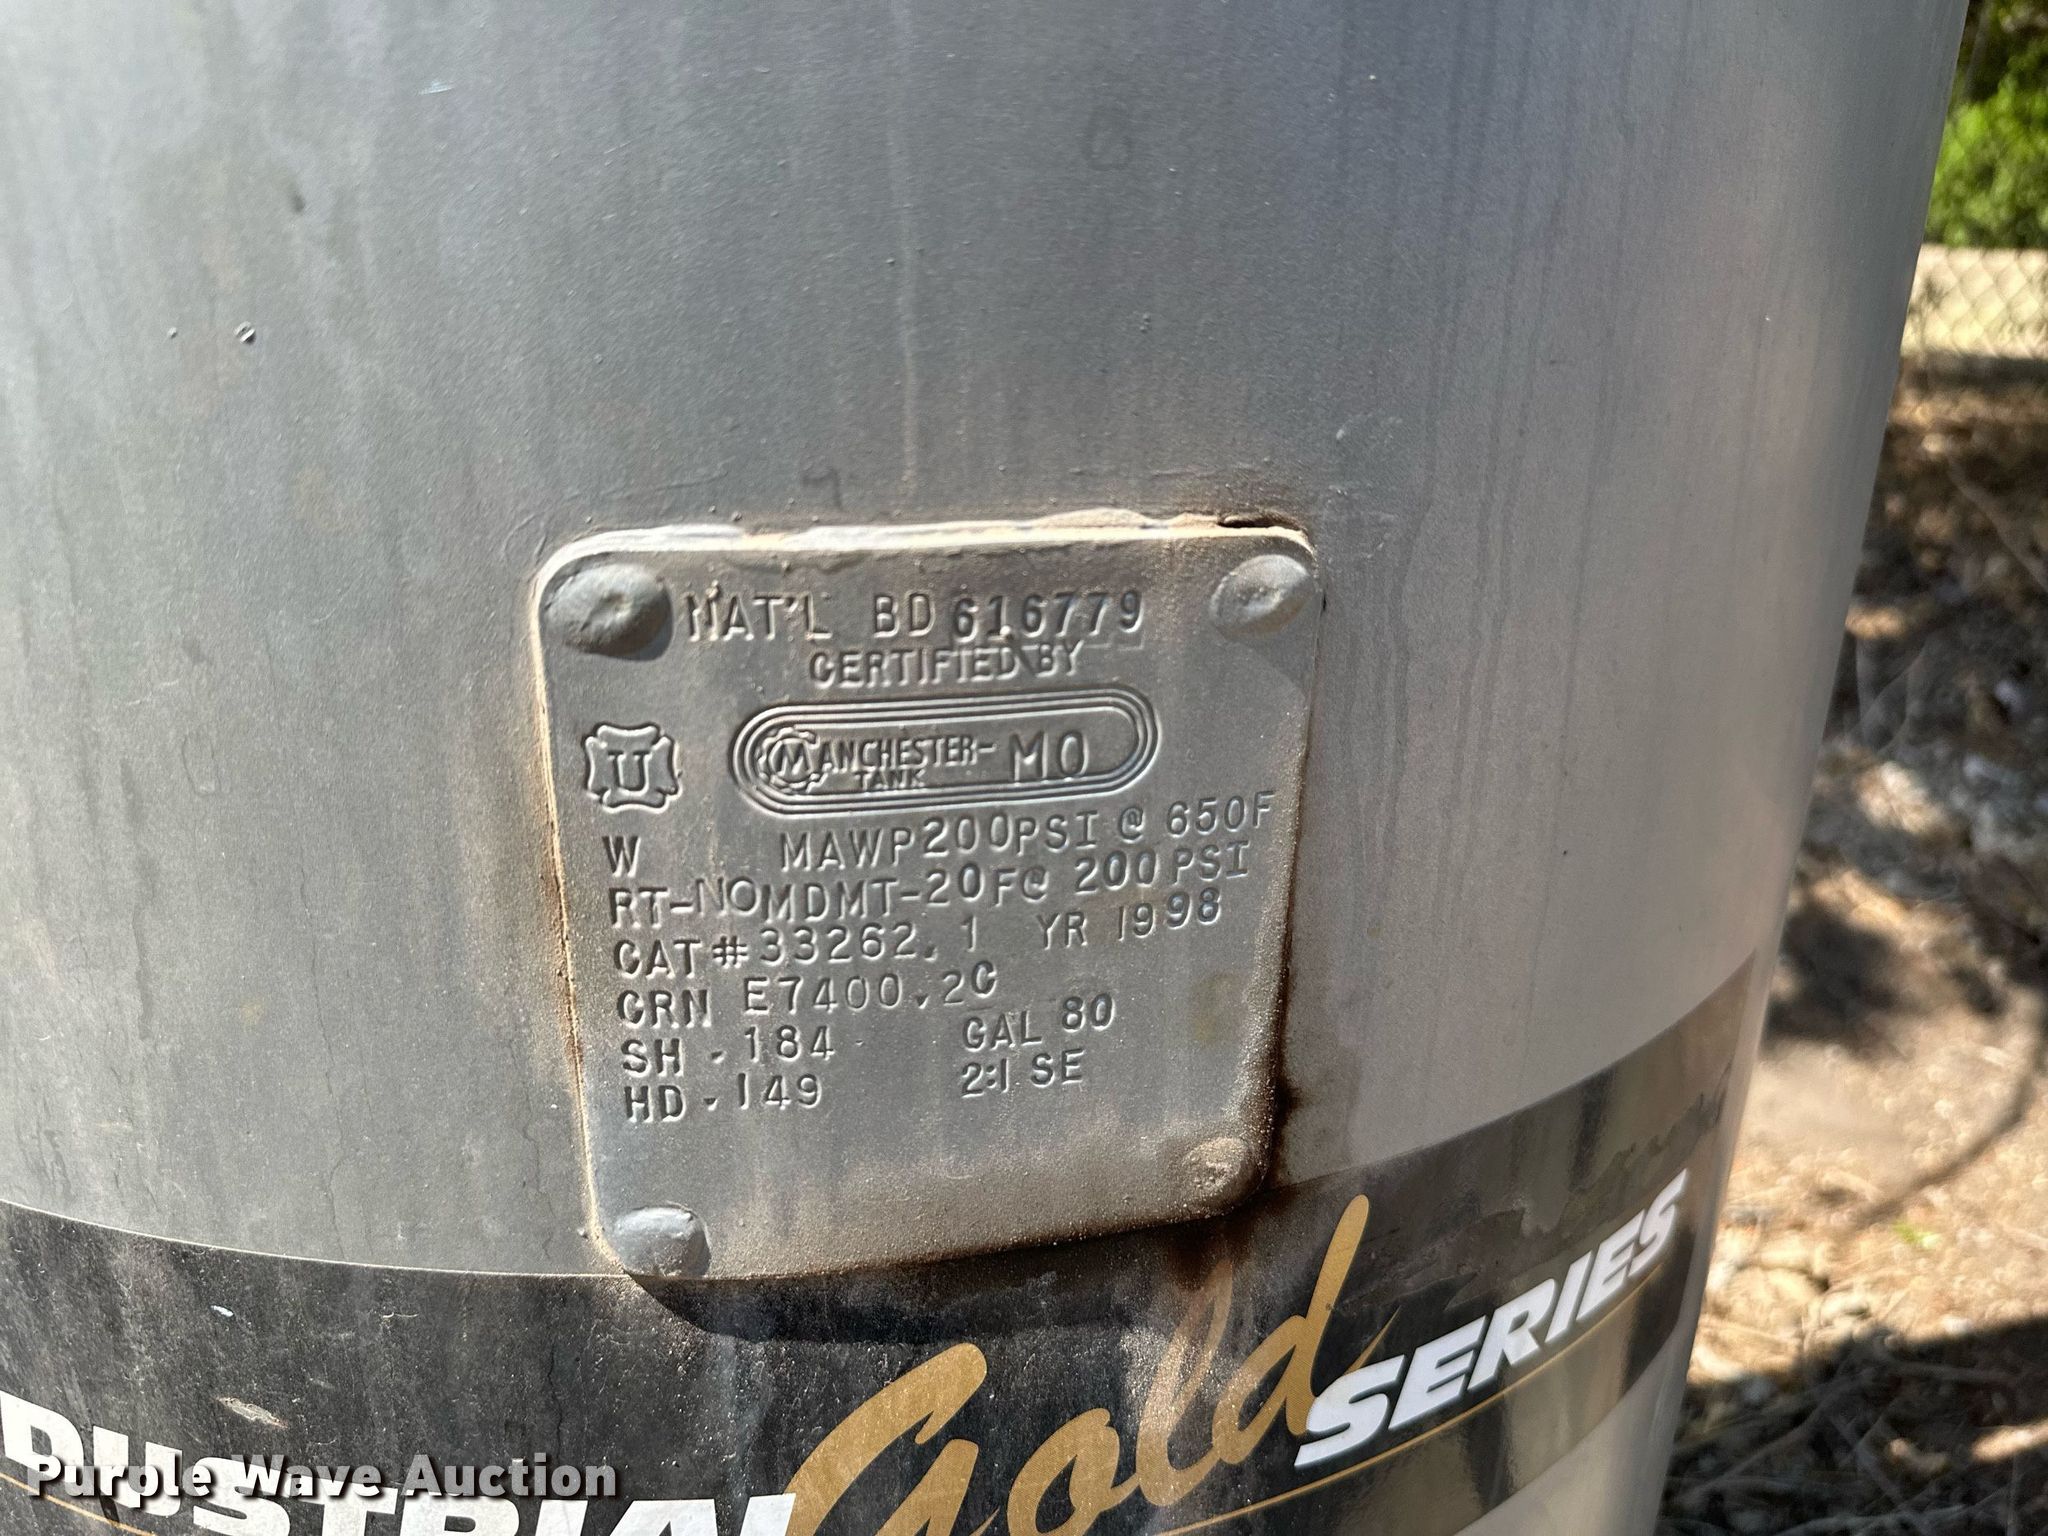 NAT'L BD 616779
CERTIFIED BY
U
MANCHESTER-
TANK
MO
W MAWP200PSI@650F
RT-NOMDMT-20F@ 200PSI
CAT#33262.1 YR 1998
CRN E7400.2C
SH .184 GAL 80
HD .149 2:1 SE
DUSTRIAL Gold SERIES
Purple Wave Auction